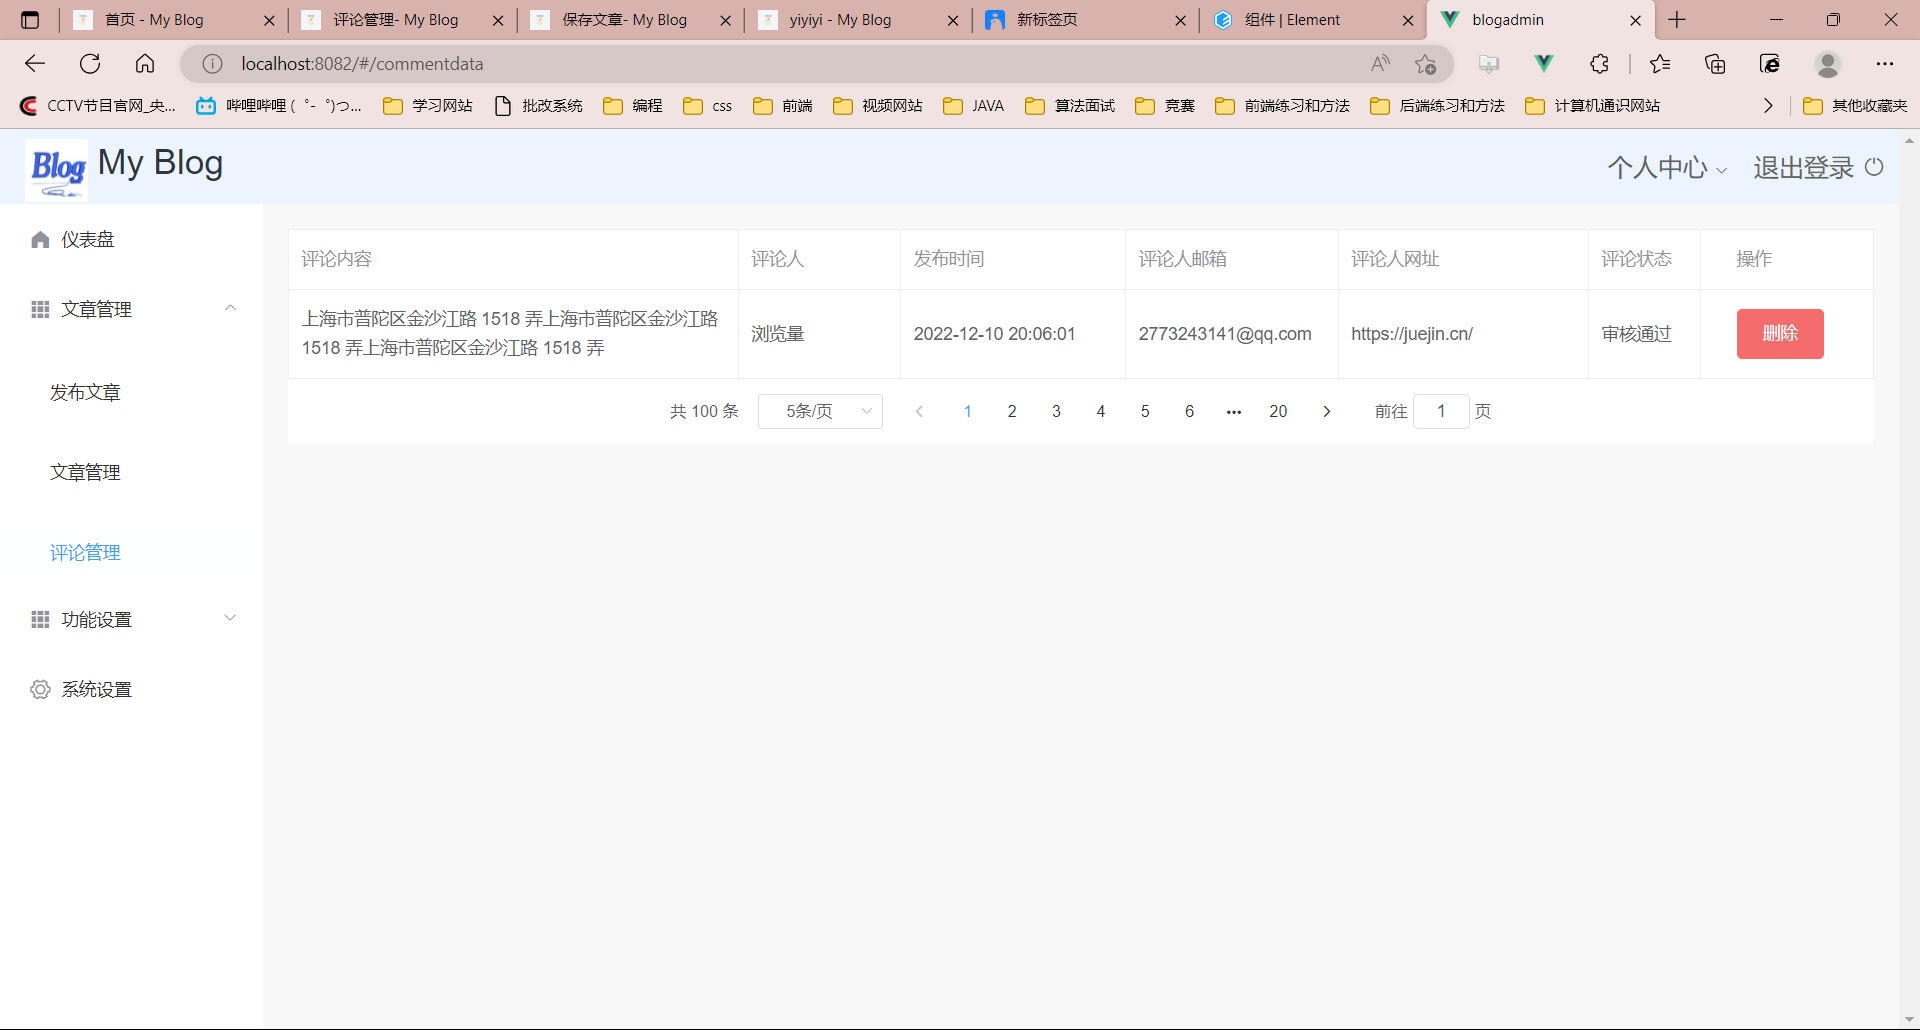 首页 - My Blog
评论管理- My Blog
保存文章- My Blog
yiyiyi - My Blog
新标签页
组件 | Element
blogadmin
localhost:8082/#/commentdata
CCTV节目官网_央...
哔哩哔哩 (゜-゜)つ...
学习网站
批改系统
编程
css
前端
视频网站
JAVA
算法面试
竞赛
前端练习和方法
后端练习和方法
计算机通识网站
其他收藏夹
Blog
My Blog
个人中心
退出登录
仪表盘
文章管理
发布文章
文章管理
评论管理
功能设置
系统设置
评论内容
评论人
发布时间
评论人邮箱
评论人网址
评论状态
操作
上海市普陀区金沙江路 1518 弄上海市普陀区金沙江路
1518 弄上海市普陀区金沙江路 1518 弄
浏览量
2022-12-10 20:06:01
2773243141@qq.com
https://juejin.cn/
审核通过
删除
共 100 条
5条/页
1 2 3 4 5 6 ··· 20
前往 1 页